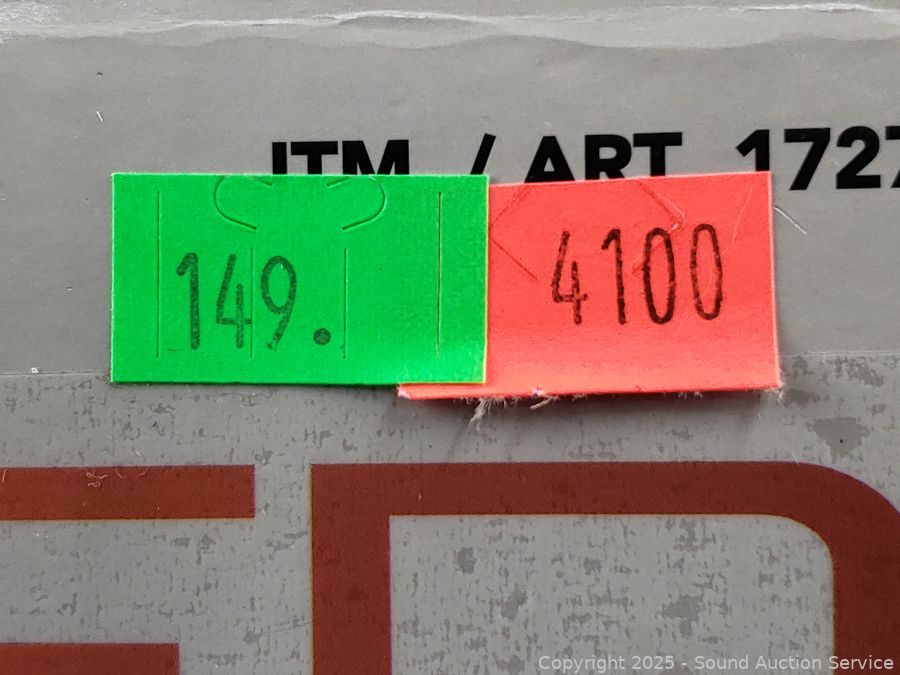 ITM / ART 1727
149.
4100
Copyright 2025 - Sound Auction Service